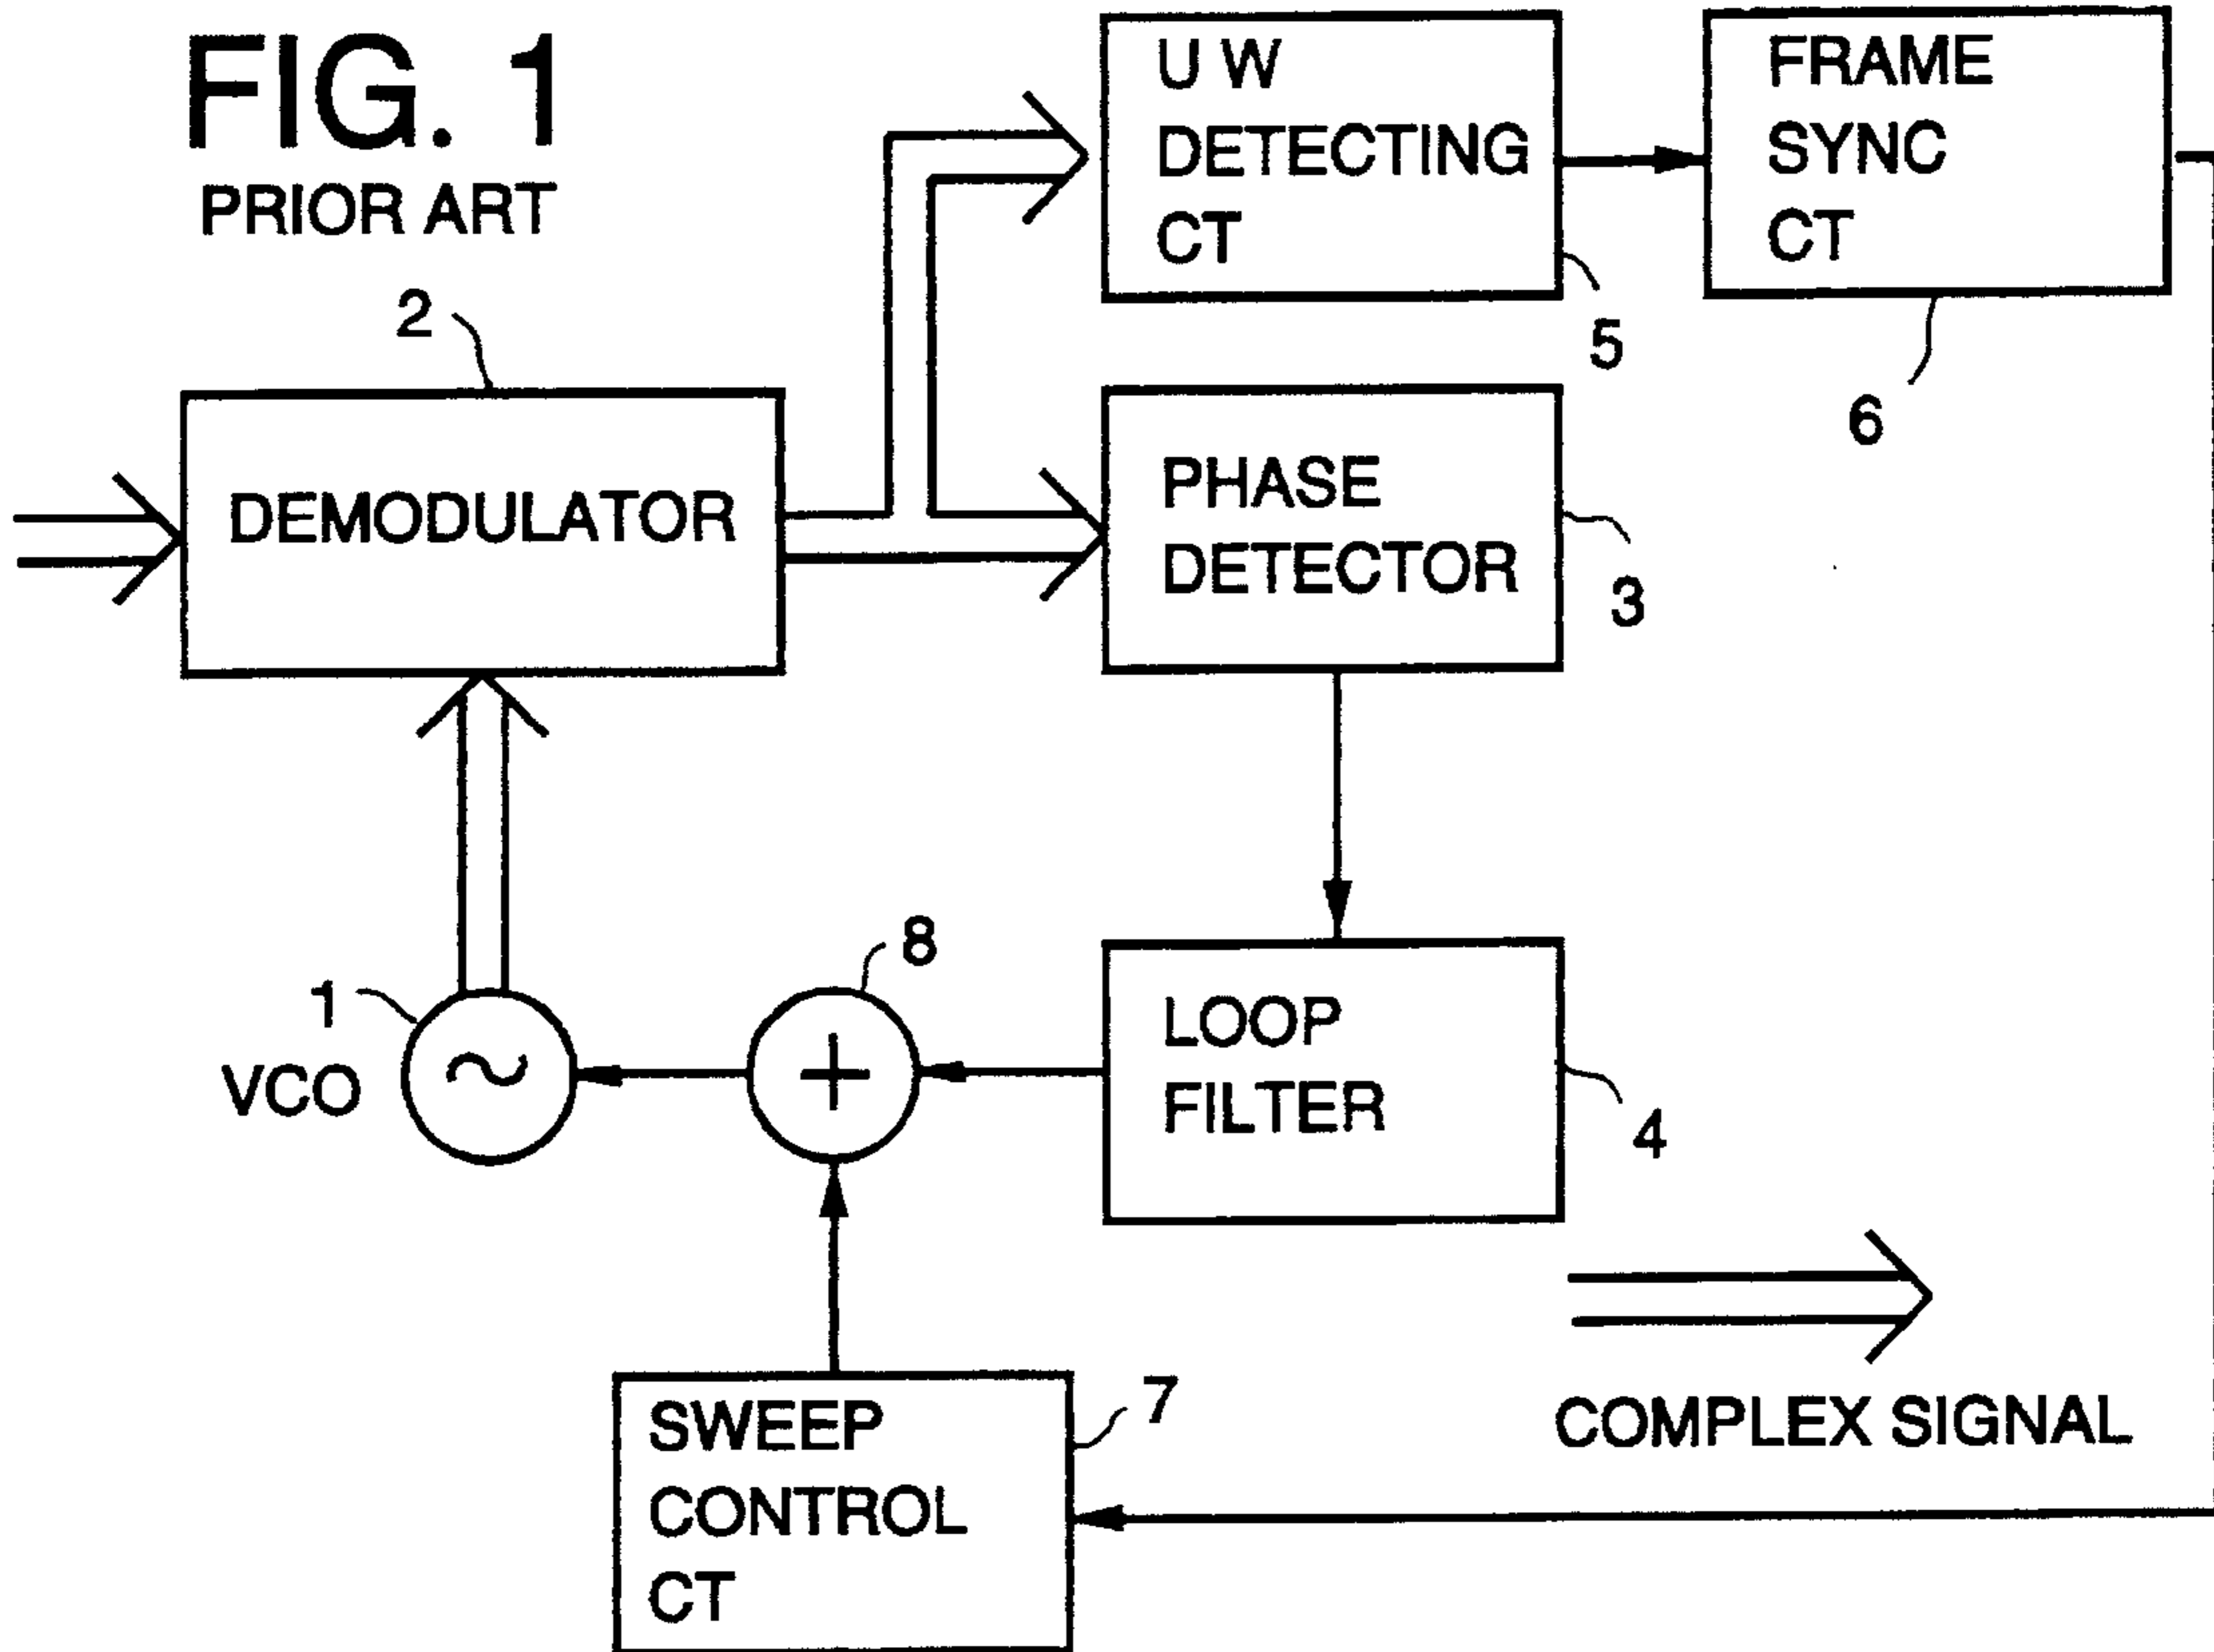 FIG. 1
PRIOR ART
U W
DETECTING
CT
5
FRAME
SYNC
CT
6
2
DEMODULATOR
PHASE
DETECTOR
3
1
VCO
8
+
LOOP
FILTER
4
SWEEP
CONTROL
CT
7
COMPLEX SIGNAL